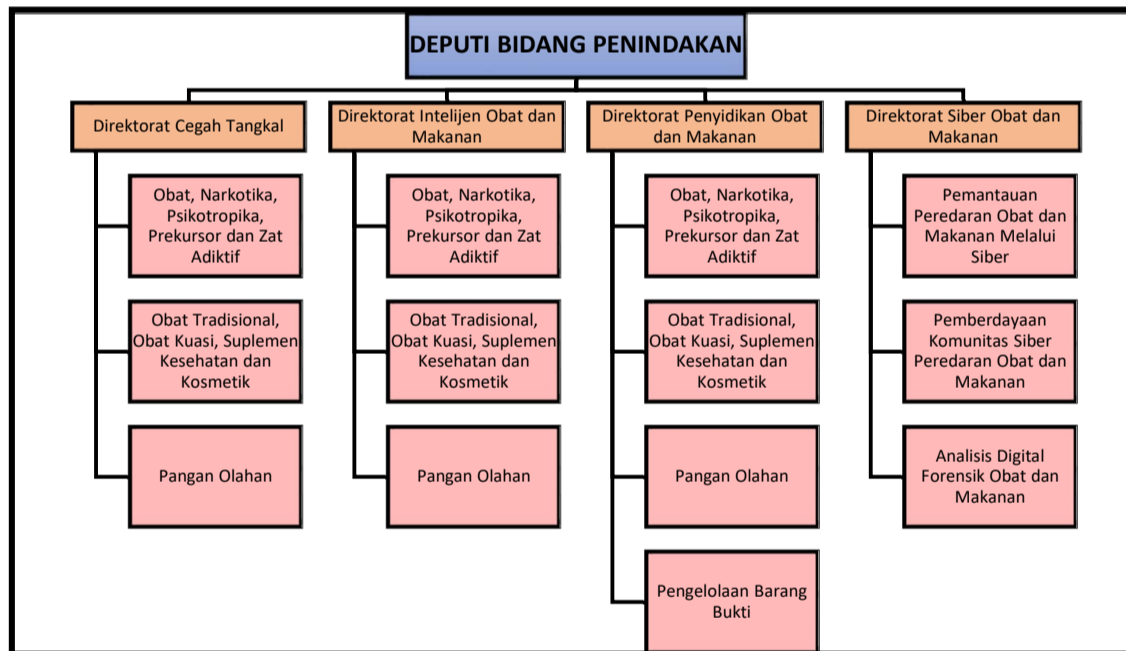 DEPUTI BIDANG PENINDAKAN
Direktorat Cegah Tangkal
Obat, Narkotika,
Psikotropika,
Prekursor dan Zat
Adiktif
Obat Tradisional,
Obat Kuasi, Suplemen
Kesehatan dan
Kosmetik
Pangan Olahan
Direktorat Intelijen Obat dan
Makanan
Obat, Narkotika,
Psikotropika,
Prekursor dan Zat
Adiktif
Obat Tradisional,
Obat Kuasi, Suplemen
Kesehatan dan
Kosmetik
Pangan Olahan
Direktorat Penyidikan Obat
dan Makanan
Obat, Narkotika,
Psikotropika,
Prekursor dan Zat
Adiktif
Obat Tradisional,
Obat Kuasi, Suplemen
Kesehatan dan
Kosmetik
Pangan Olahan
Pengelolaan Barang
Bukti
Direktorat Siber Obat dan
Makanan
Pemantauan
Peredaran Obat dan
Makanan Melalui
Siber
Pemberdayaan
Komunitas Siber
Peredaran Obat dan
Makanan
Analisis Digital
Forensik Obat dan
Makanan